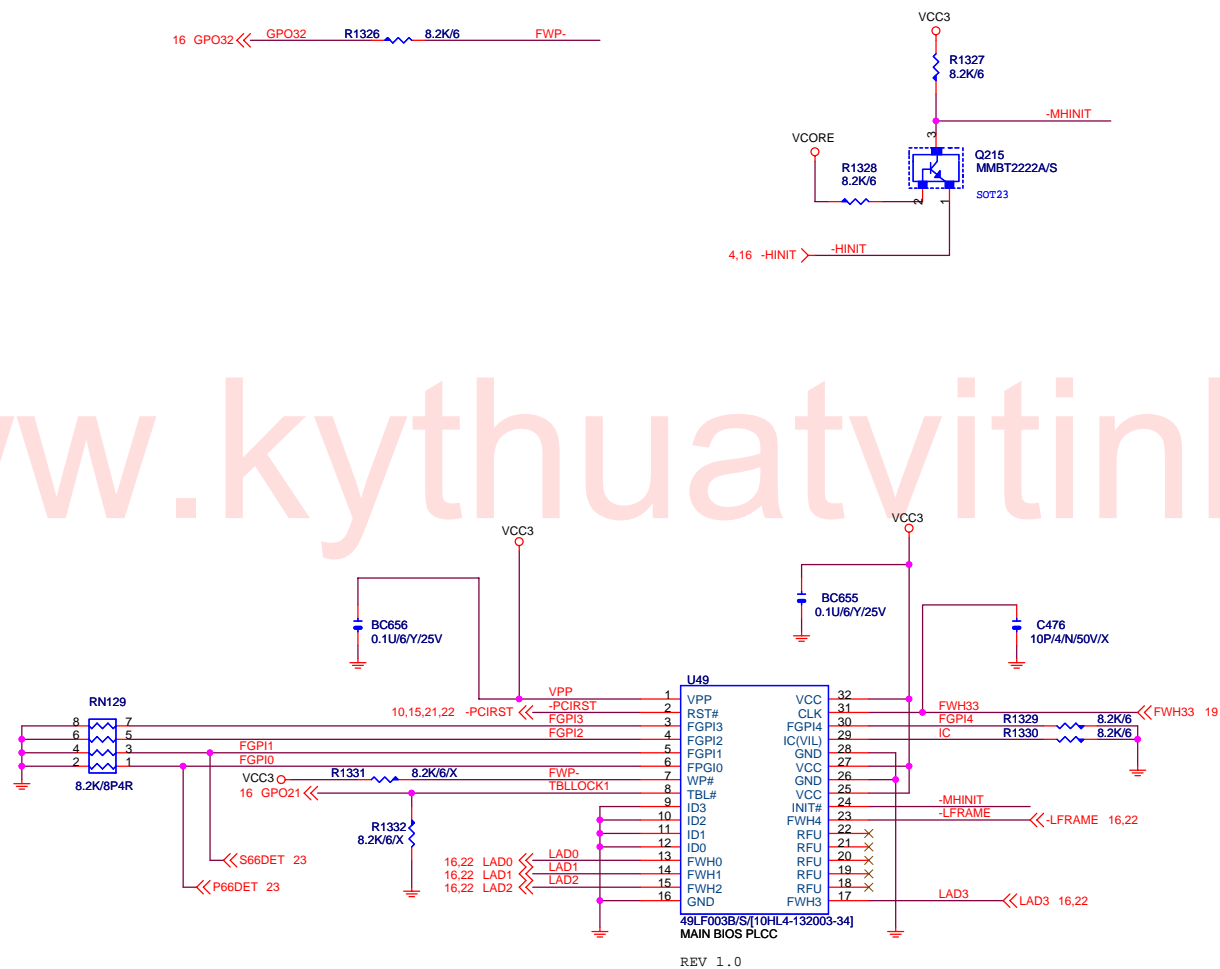 16 GPO32 GPO32 R1326 8.2K/6 FWP-
VCC3
R1327
8.2K/6
-MHINIT
VCORE
R1328
8.2K/6
3
2
1
Q215
MMBT2222A/S
SOT23
4,16 -HINIT -HINIT
w.kythuatvitinh
VCC3
BC656
0.1U/6/Y/25V
VCC3
BC655
0.1U/6/Y/25V
C476
10P/4/N/50V/X
RN129
8 7
6 5
4 3
2 1
8.2K/8P4R
10,15,21,22 -PCIRST
VPP
-PCIRST
FGPI3
FGPI2
FGPI1
FGPI0
VCC3 R1331 8.2K/6/X FWP-
16 GPO21 TBLLOCK1
R1332
8.2K/6/X
S66DET 23
P66DET 23
16,22 LAD0 LAD0
16,22 LAD1 LAD1
16,22 LAD2 LAD2
U49
1 VPP VCC 32
2 RST# CLK 31
3 FGPI3 FGPI4 30
4 FGPI2 IC(VIL) 29
5 FGPI1 GND 28
6 FPGI0 VCC 27
7 WP# GND 26
8 TBL# VCC 25
9 ID3 INIT# 24
10 ID2 FWH4 23
11 ID1 RFU 22
12 ID0 RFU 21
13 FWH0 RFU 20
14 FWH1 RFU 19
15 FWH2 RFU 18
16 GND FWH3 17
FWH33 FWH33 19
FGPI4 R1329 8.2K/6
IC R1330 8.2K/6
-MHINIT
-LFRAME -LFRAME 16,22
LAD3 LAD3 16,22
49LF003B/S/[10HL4-132003-34]
MAIN BIOS PLCC
REV 1.0